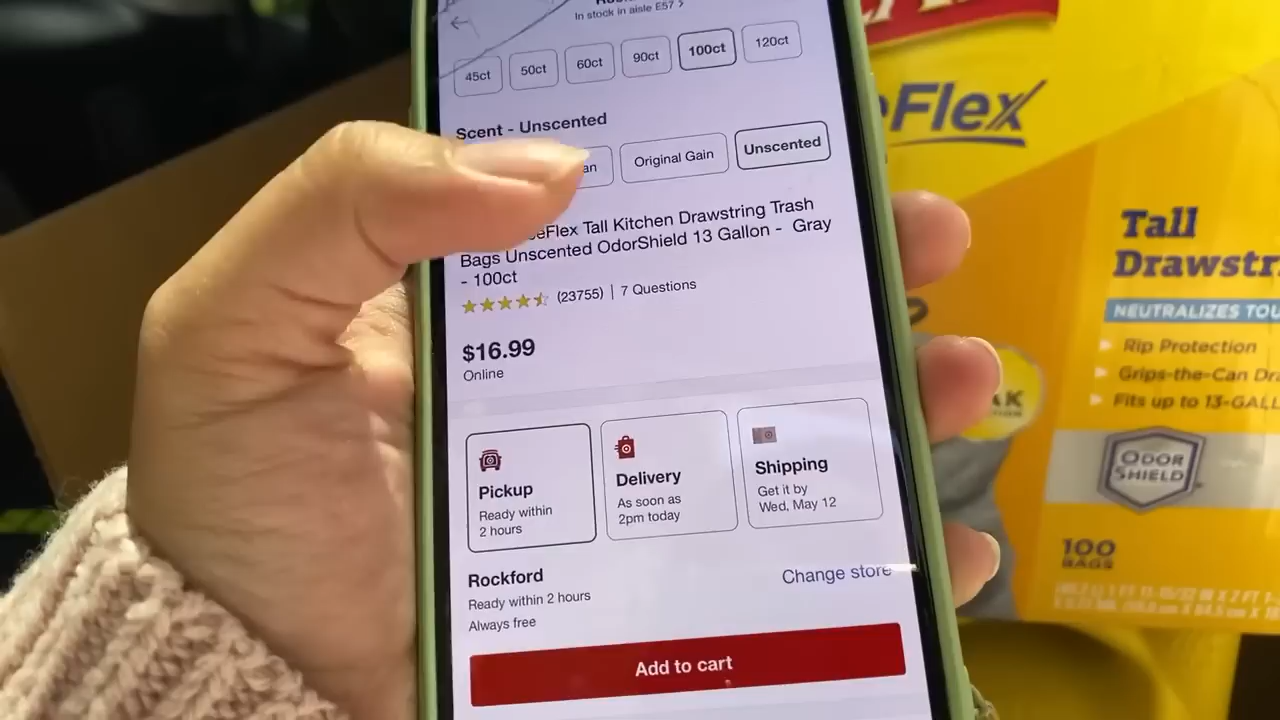 In stock in aisle E57 >
45ct
50ct
60ct
90ct
100ct
120ct
Scent - Unscented
Original Gain
Unscented
Flex Tall Kitchen Drawstring Trash
Bags Unscented OdorShield 13 Gallon - Gray
- 100ct
(23755) | 7 Questions
$16.99
Online
Pickup
Ready within
2 hours
Delivery
As soon as
2pm today
Shipping
Get it by
Wed, May 12
Rockford
Change store
Ready within 2 hours
Always free
Add to cart
eFlex
Tall
Drawstr
NEUTRALIZES TOU
Rip Protection
Grips-the-Can Dr
Fits up to 13-GALL
ODOR
SHIELD
100
BAGS